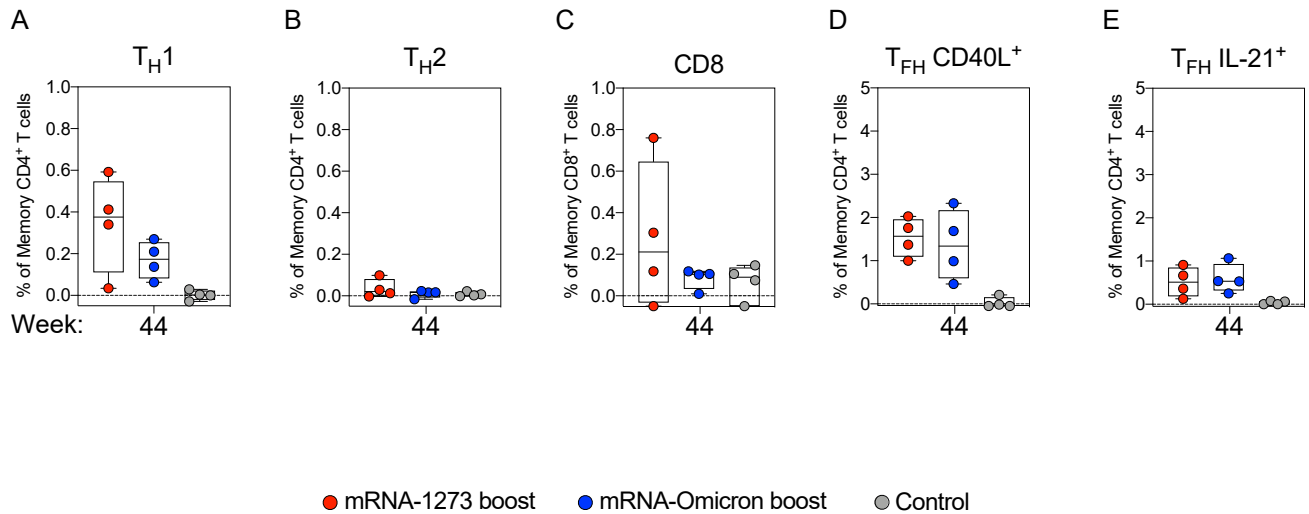 A
B
C
D
E
T_H1
T_H2
CD8
T_FH CD40L⁺
T_FH IL-21⁺
% of Memory CD4⁺ T cells
1.0
0.8
0.6
0.4
0.2
0.0
% of Memory CD4⁺ T cells
1.0
0.8
0.6
0.4
0.2
0.0
% of Memory CD8⁺ T cells
1.0
0.8
0.6
0.4
0.2
0.0
% of Memory CD4⁺ T cells
5
4
3
2
1
0
% of Memory CD4⁺ T cells
5
4
3
2
1
0
Week: 44 44 44 44 44
mRNA-1273 boost mRNA-Omicron boost Control